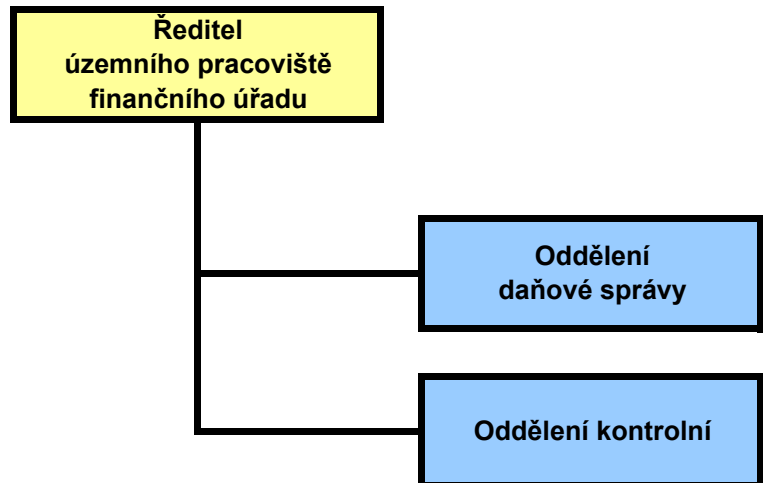 Ředitel
územního pracoviště
finančního úřadu
Oddělení
daňové správy
Oddělení kontrolní